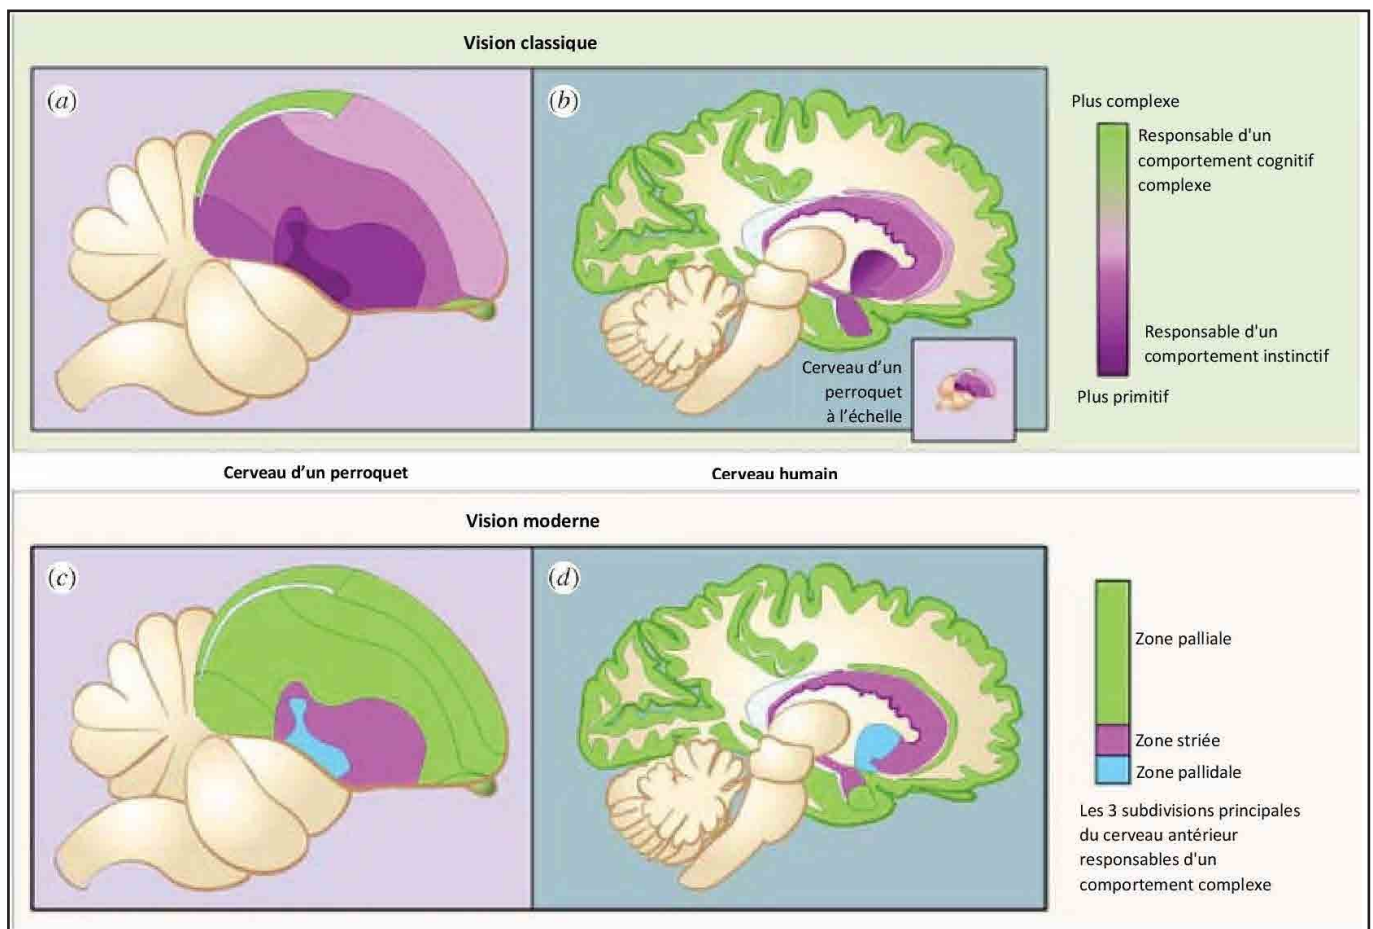 Vision classique
(a)
(b)
Plus complexe
Responsable d'un
comportement cognitif
complexe
Responsable d'un
comportement instinctif
Plus primitif
Cerveau d’un
perroquet
à l’échelle
Cerveau d’un perroquet
Cerveau humain
Vision moderne
(c)
(d)
Zone palliale
Zone striée
Zone pallidale
Les 3 subdivisions principales
du cerveau antérieur
responsables d'un
comportement complexe